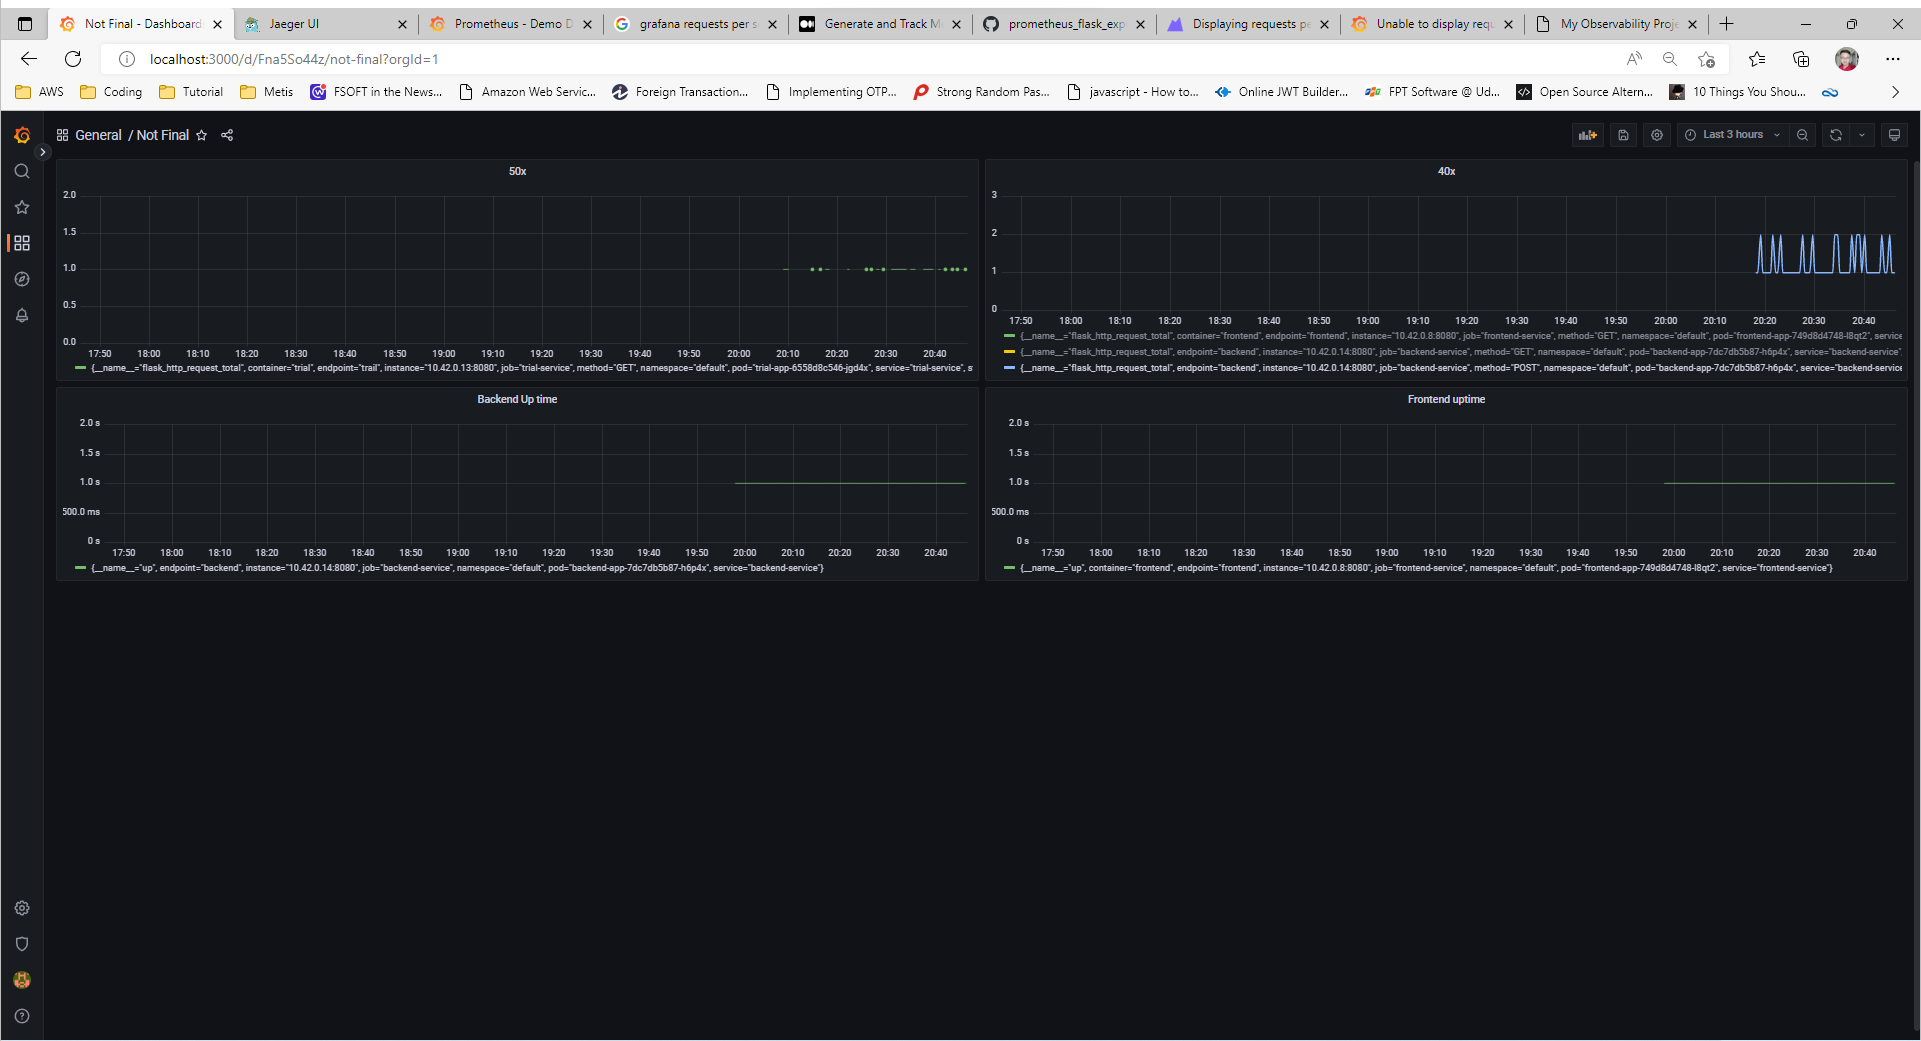 Not Final - Dashboard
Jaeger UI
Prometheus - Demo D
grafana requests per s
Generate and Track M
prometheus_flask_exp
Displaying requests pe
Unable to display requ
My Observability Proje
localhost:3000/d/Fna5So44z/not-final?orgId=1
AWS
Coding
Tutorial
Metis
FSOFT in the News...
Amazon Web Servic...
Foreign Transaction...
Implementing OTP...
Strong Random Pas...
javascript - How to...
Online JWT Builder...
FPT Software @ Ud...
Open Source Altern...
10 Things You Shou...
General / Not Final
Last 3 hours
50x
2.0
1.5
1.0
0.5
0.0
17:50 18:00 18:10 18:20 18:30 18:40 18:50 19:00 19:10 19:20 19:30 19:40 19:50 20:00 20:10 20:20 20:30 20:40
{__name__="flask_http_request_total", container="trial", endpoint="trail", instance="10.42.0.13:8080", job="trial-service", method="GET", namespace="default", pod="trial-app-6558d8c546-jgd4x", service="trial-service", s
40x
3
2
1
0
17:50 18:00 18:10 18:20 18:30 18:40 18:50 19:00 19:10 19:20 19:30 19:40 19:50 20:00 20:10 20:20 20:30 20:40
{__name__="flask_http_request_total", container="frontend", endpoint="frontend", instance="10.42.0.8:8080", job="frontend-service", method="GET", namespace="default", pod="frontend-app-749d8d4748-l8qt2", service
{__name__="flask_http_request_total", endpoint="backend", instance="10.42.0.14:8080", job="backend-service", method="GET", namespace="default", pod="backend-app-7dc7db5b87-h6p4x", service="backend-service",
{__name__="flask_http_request_total", endpoint="backend", instance="10.42.0.14:8080", job="backend-service", method="POST", namespace="default", pod="backend-app-7dc7db5b87-h6p4x", service="backend-service
Backend Up time
2.0 s
1.5 s
1.0 s
500.0 ms
0 s
17:50 18:00 18:10 18:20 18:30 18:40 18:50 19:00 19:10 19:20 19:30 19:40 19:50 20:00 20:10 20:20 20:30 20:40
{__name__="up", endpoint="backend", instance="10.42.0.14:8080", job="backend-service", namespace="default", pod="backend-app-7dc7db5b87-h6p4x", service="backend-service"}
Frontend uptime
2.0 s
1.5 s
1.0 s
500.0 ms
0 s
17:50 18:00 18:10 18:20 18:30 18:40 18:50 19:00 19:10 19:20 19:30 19:40 19:50 20:00 20:10 20:20 20:30 20:40
{__name__="up", container="frontend", endpoint="frontend", instance="10.42.0.8:8080", job="frontend-service", namespace="default", pod="frontend-app-749d8d4748-l8qt2", service="frontend-service"}